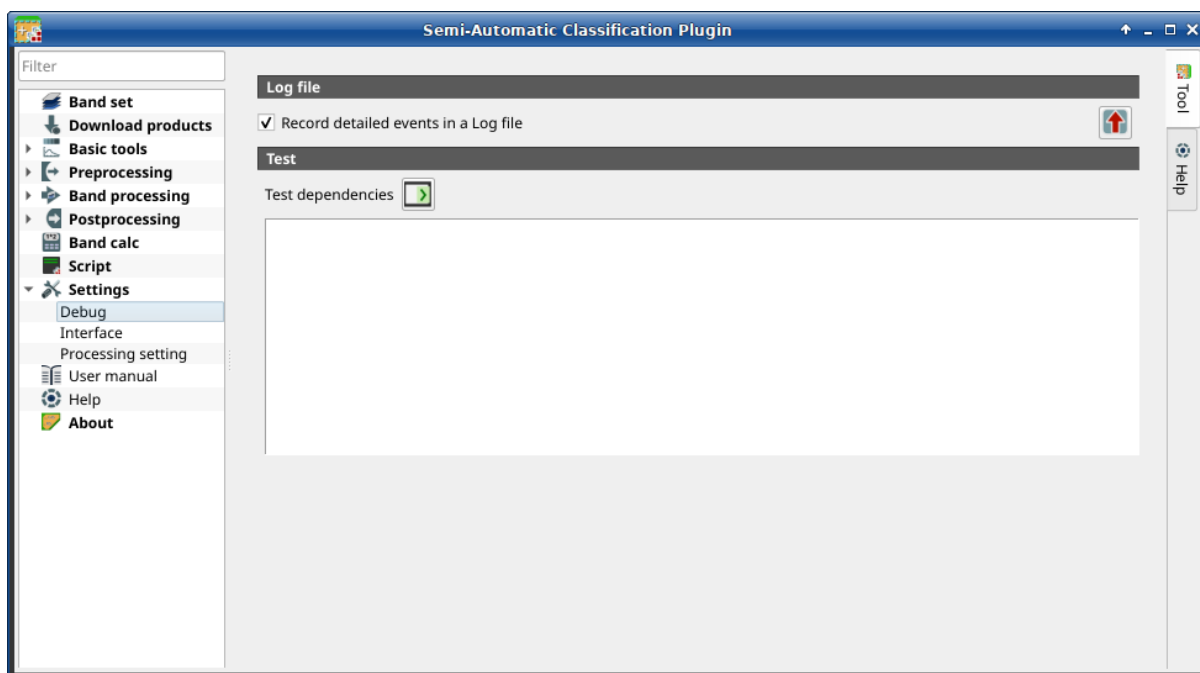 Semi-Automatic Classification Plugin
Filter
Band set
Download products
Basic tools
Preprocessing
Band processing
Postprocessing
Band calc
Script
Settings
Debug
Interface
Processing setting
User manual
Help
About
Log file
Record detailed events in a Log file
Test
Test dependencies
Tool
Help